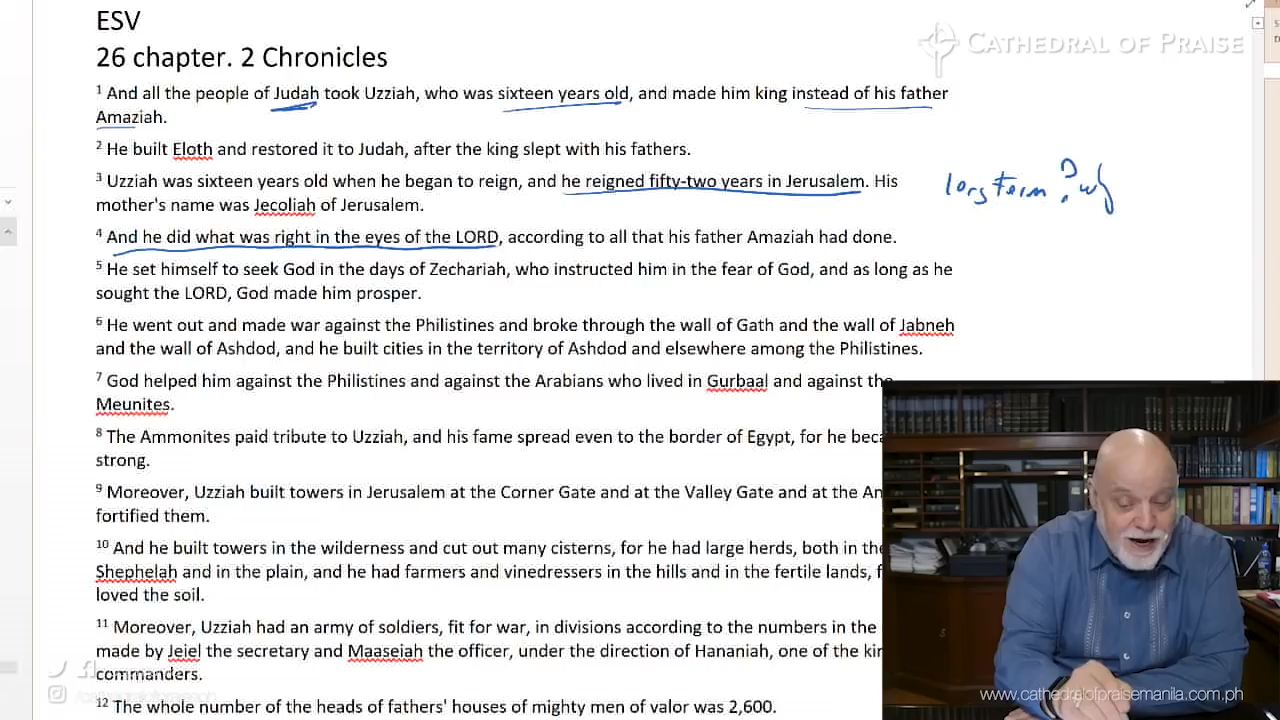 ESV
CATHEDRAL OF PRAISE
26 chapter. 2 Chronicles
1 And all the people of Judah took Uzziah, who was sixteen years old, and made him king instead of his father
Amaziah.
2 He built Eloth and restored it to Judah, after the king slept with his fathers.
3 Uzziah was sixteen years old when he began to reign, and he reigned fifty-two years in Jerusalem. His
mother's name was Jecoliah of Jerusalem.
long term ?
4 And he did what was right in the eyes of the LORD, according to all that his father Amaziah had done.
5 He set himself to seek God in the days of Zechariah, who instructed him in the fear of God, and as long as he
sought the LORD, God made him prosper.
6 He went out and made war against the Philistines and broke through the wall of Gath and the wall of Jabneh
and the wall of Ashdod, and he built cities in the territory of Ashdod and elsewhere among the Philistines.
7 God helped him against the Philistines and against the Arabians who lived in Gurbaal and against the
Meunites.
8 The Ammonites paid tribute to Uzziah, and his fame spread even to the border of Egypt, for he beca
strong.
9 Moreover, Uzziah built towers in Jerusalem at the Corner Gate and at the Valley Gate and at the An
fortified them.
10 And he built towers in the wilderness and cut out many cisterns, for he had large herds, both in the
Shephelah and in the plain, and he had farmers and vinedressers in the hills and in the fertile lands, f
loved the soil.
11 Moreover, Uzziah had an army of soldiers, fit for war, in divisions according to the numbers in the
made by Jeiel the secretary and Maaseiah the officer, under the direction of Hananiah, one of the kin
commanders.
12 The whole number of the heads of fathers' houses of mighty men of valor was 2,600.
www.cathedralofpraisemanila.com.ph